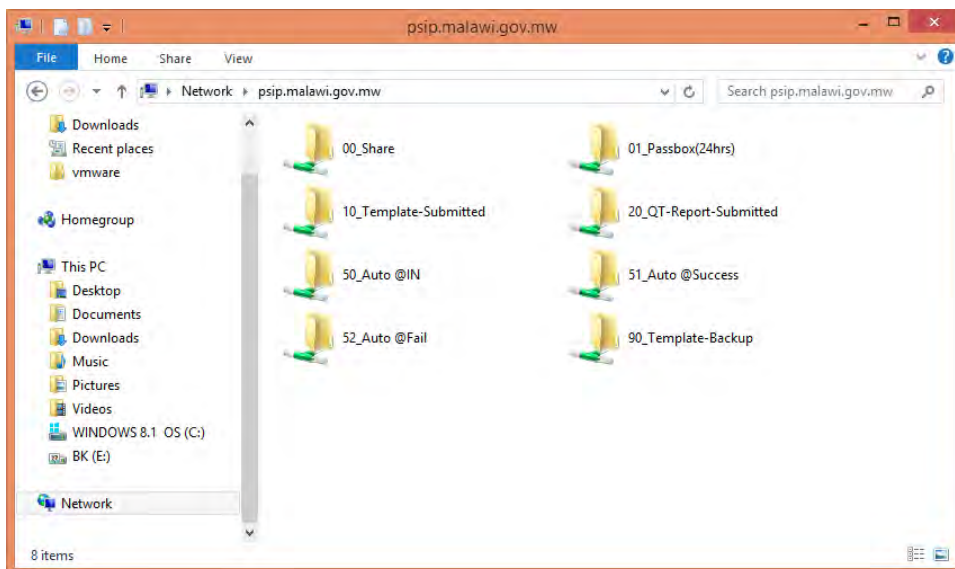 psip.malawi.gov.mw
File Home Share View
Network psip.malawi.gov.mw Search psip.malawi.gov.mw
Downloads
Recent places
vmware
Homegroup
This PC
Desktop
Documents
Downloads
Music
Pictures
Videos
WINDOWS 8.1 OS (C:)
BK (E:)
Network
00_Share 01_Passbox(24hrs)
10_Template-Submitted 20_QT-Report-Submitted
50_Auto @IN 51_Auto @Success
52_Auto @Fail 90_Template-Backup
8 items